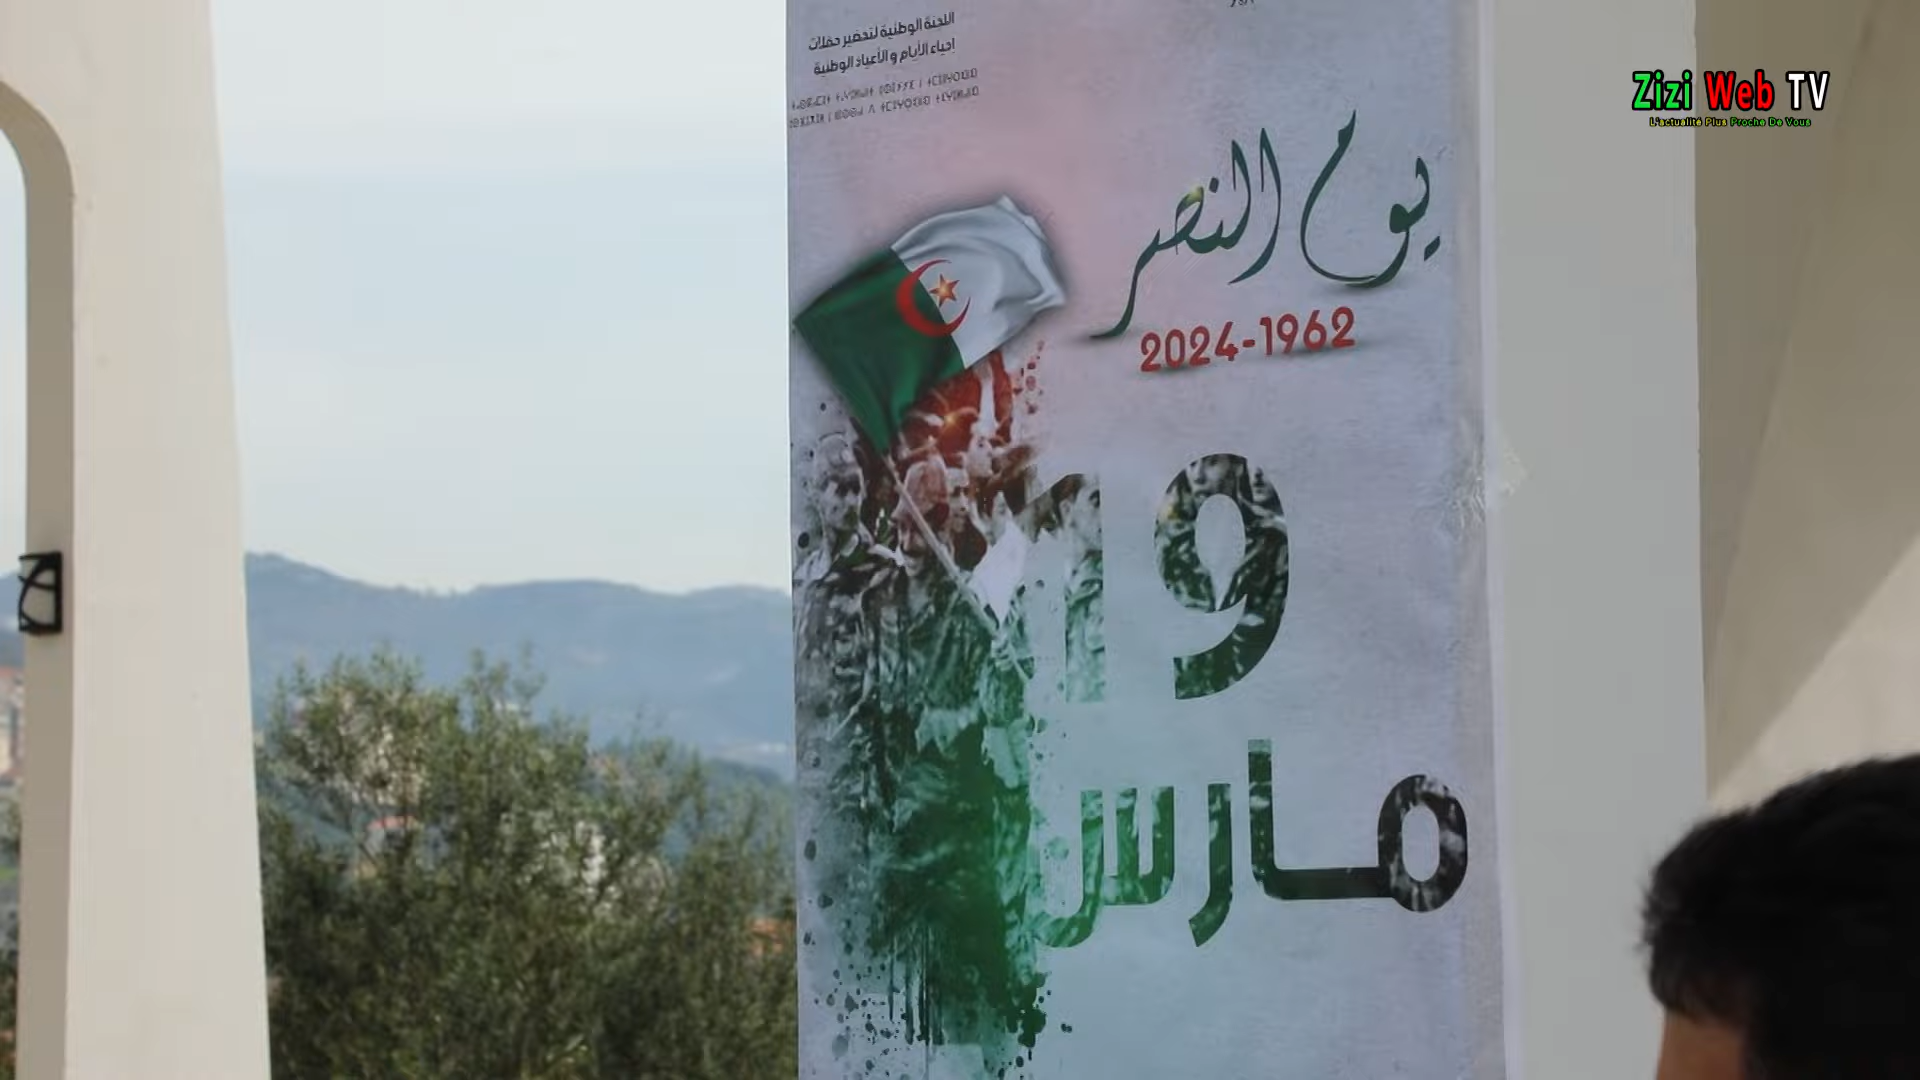 اللجنة الوطنية لتحضير حفلات
إحياء الأيام و الأعياد الوطنية
Zizi Web TV
L'actualité Plus Proche De Vous
يوم النصر
2024-1962
19
مارس